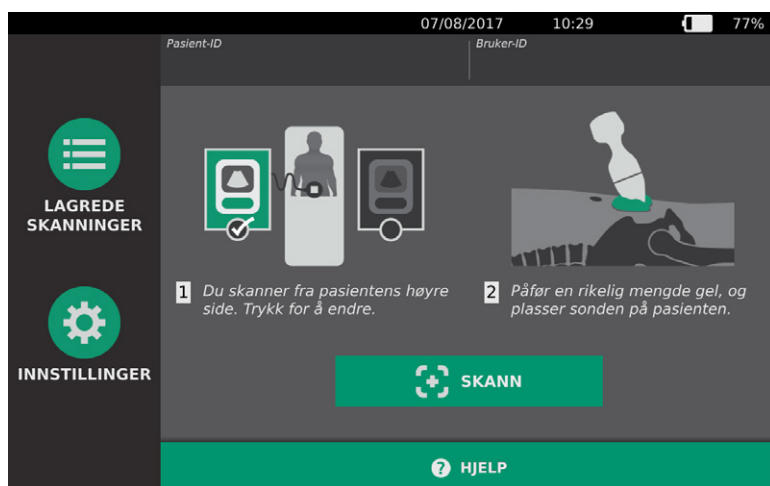 07/08/2017 10:29 77%
Pasient-ID Bruker-ID
LAGREDE
SKANNINGER
INNSTILLINGER
1 Du skanner fra pasientens høyre
side. Trykk for å endre.
2 Påfør en rikelig mengde gel, og
plasser sonden på pasienten.
SKANN
? HJELP